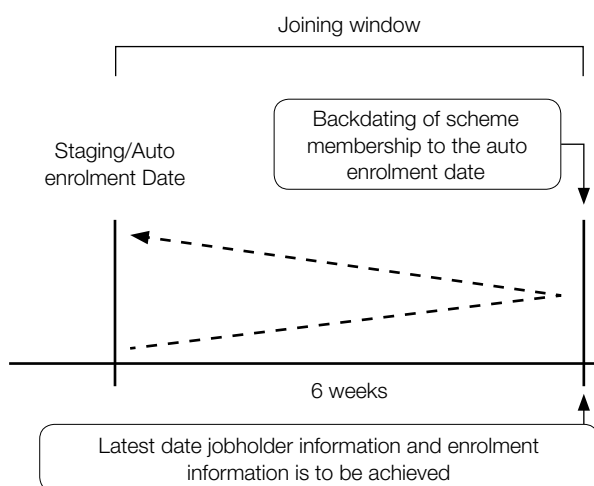 Joining window
Backdating of scheme
membership to the auto
enrolment date
Staging/Auto
enrolment Date
6 weeks
Latest date jobholder information and enrolment
information is to be achieved